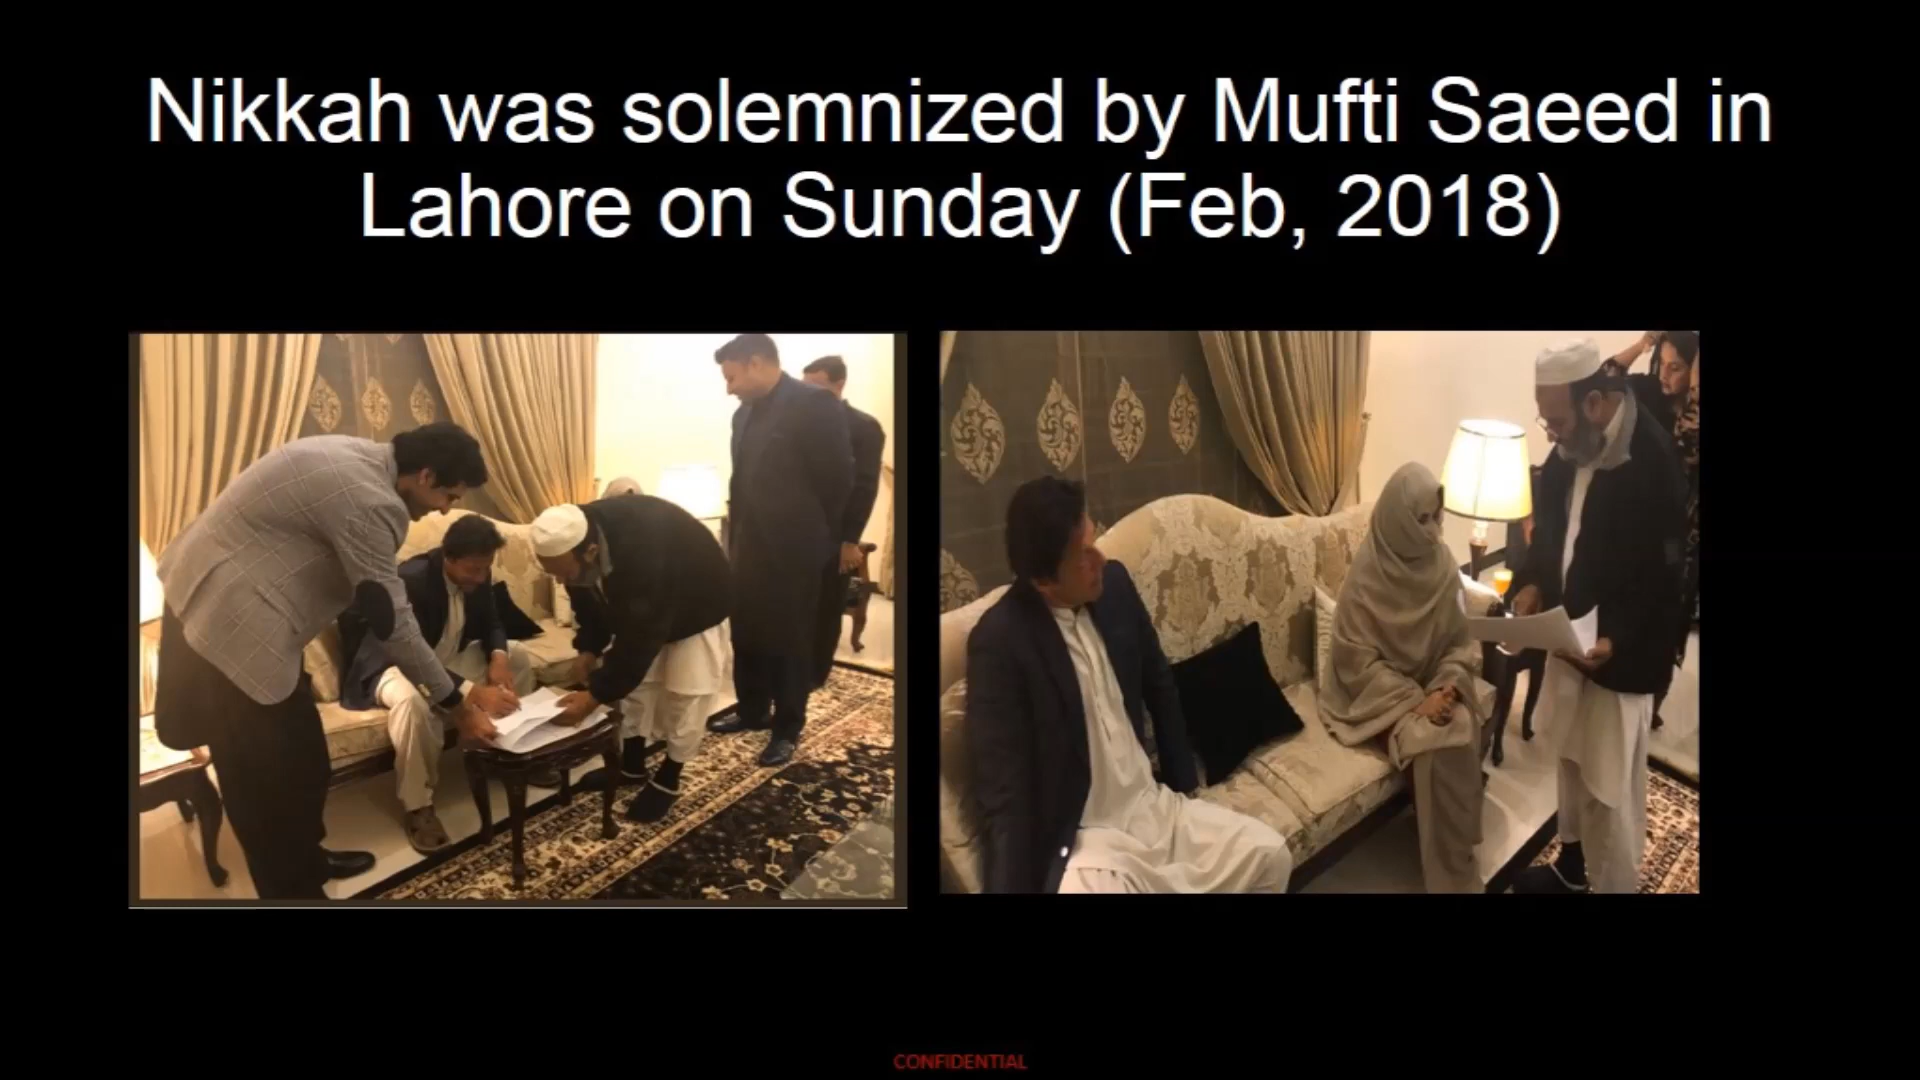 Nikkah was solemnized by Mufti Saeed in
Lahore on Sunday (Feb, 2018)
CONFIDENTIAL